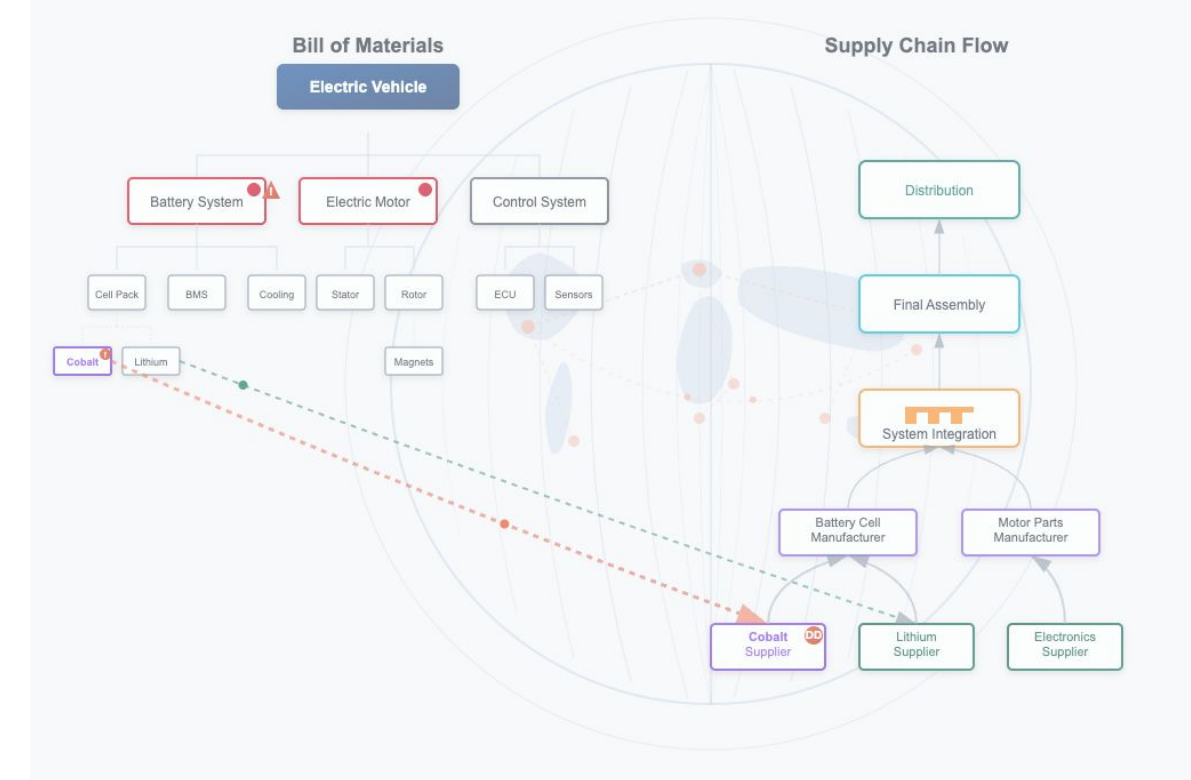 Bill of Materials
Supply Chain Flow
Electric Vehicle
Battery System
!
Electric Motor
Control System
Distribution
Cell Pack
BMS
Cooling
Stator
Rotor
ECU
Sensors
Final Assembly
Cobalt
!
Lithium
Magnets
System Integration
Battery Cell
Manufacturer
Motor Parts
Manufacturer
Cobalt
Supplier
DD
Lithium
Supplier
Electronics
Supplier